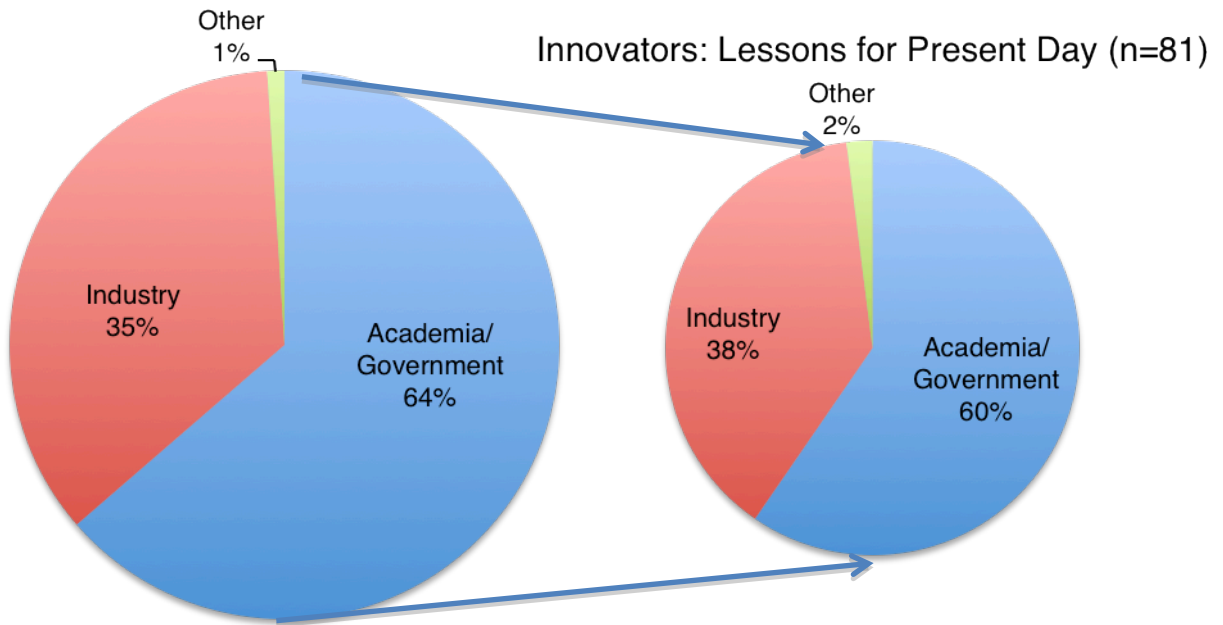 Other
1%
Innovators: Lessons for Present Day (n=81)
Other
2%
Industry
35%
Academia/
Government
64%
Industry
38%
Academia/
Government
60%